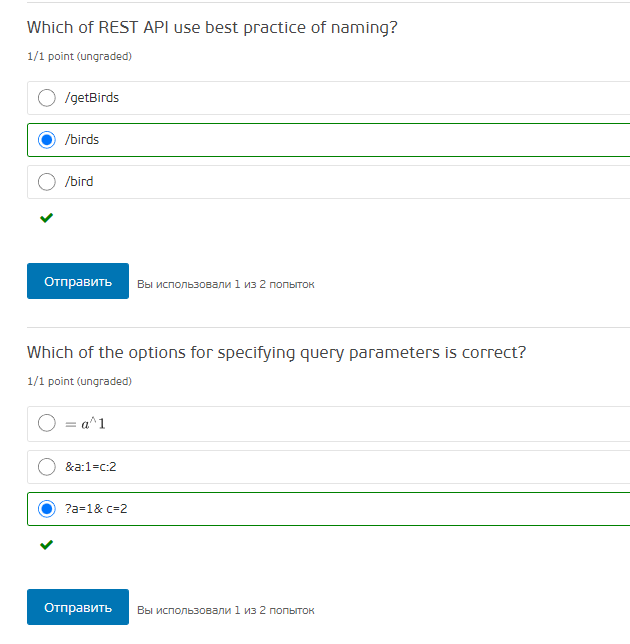 Which of REST API use best practice of naming?
1/1 point (ungraded)
/getBirds
/birds
/bird
Отправить Вы использовали 1 из 2 попыток
Which of the options for specifying query parameters is correct?
1/1 point (ungraded)
= a^1
&a:1=c:2
?a=1& c=2
Отправить Вы использовали 1 из 2 попыток